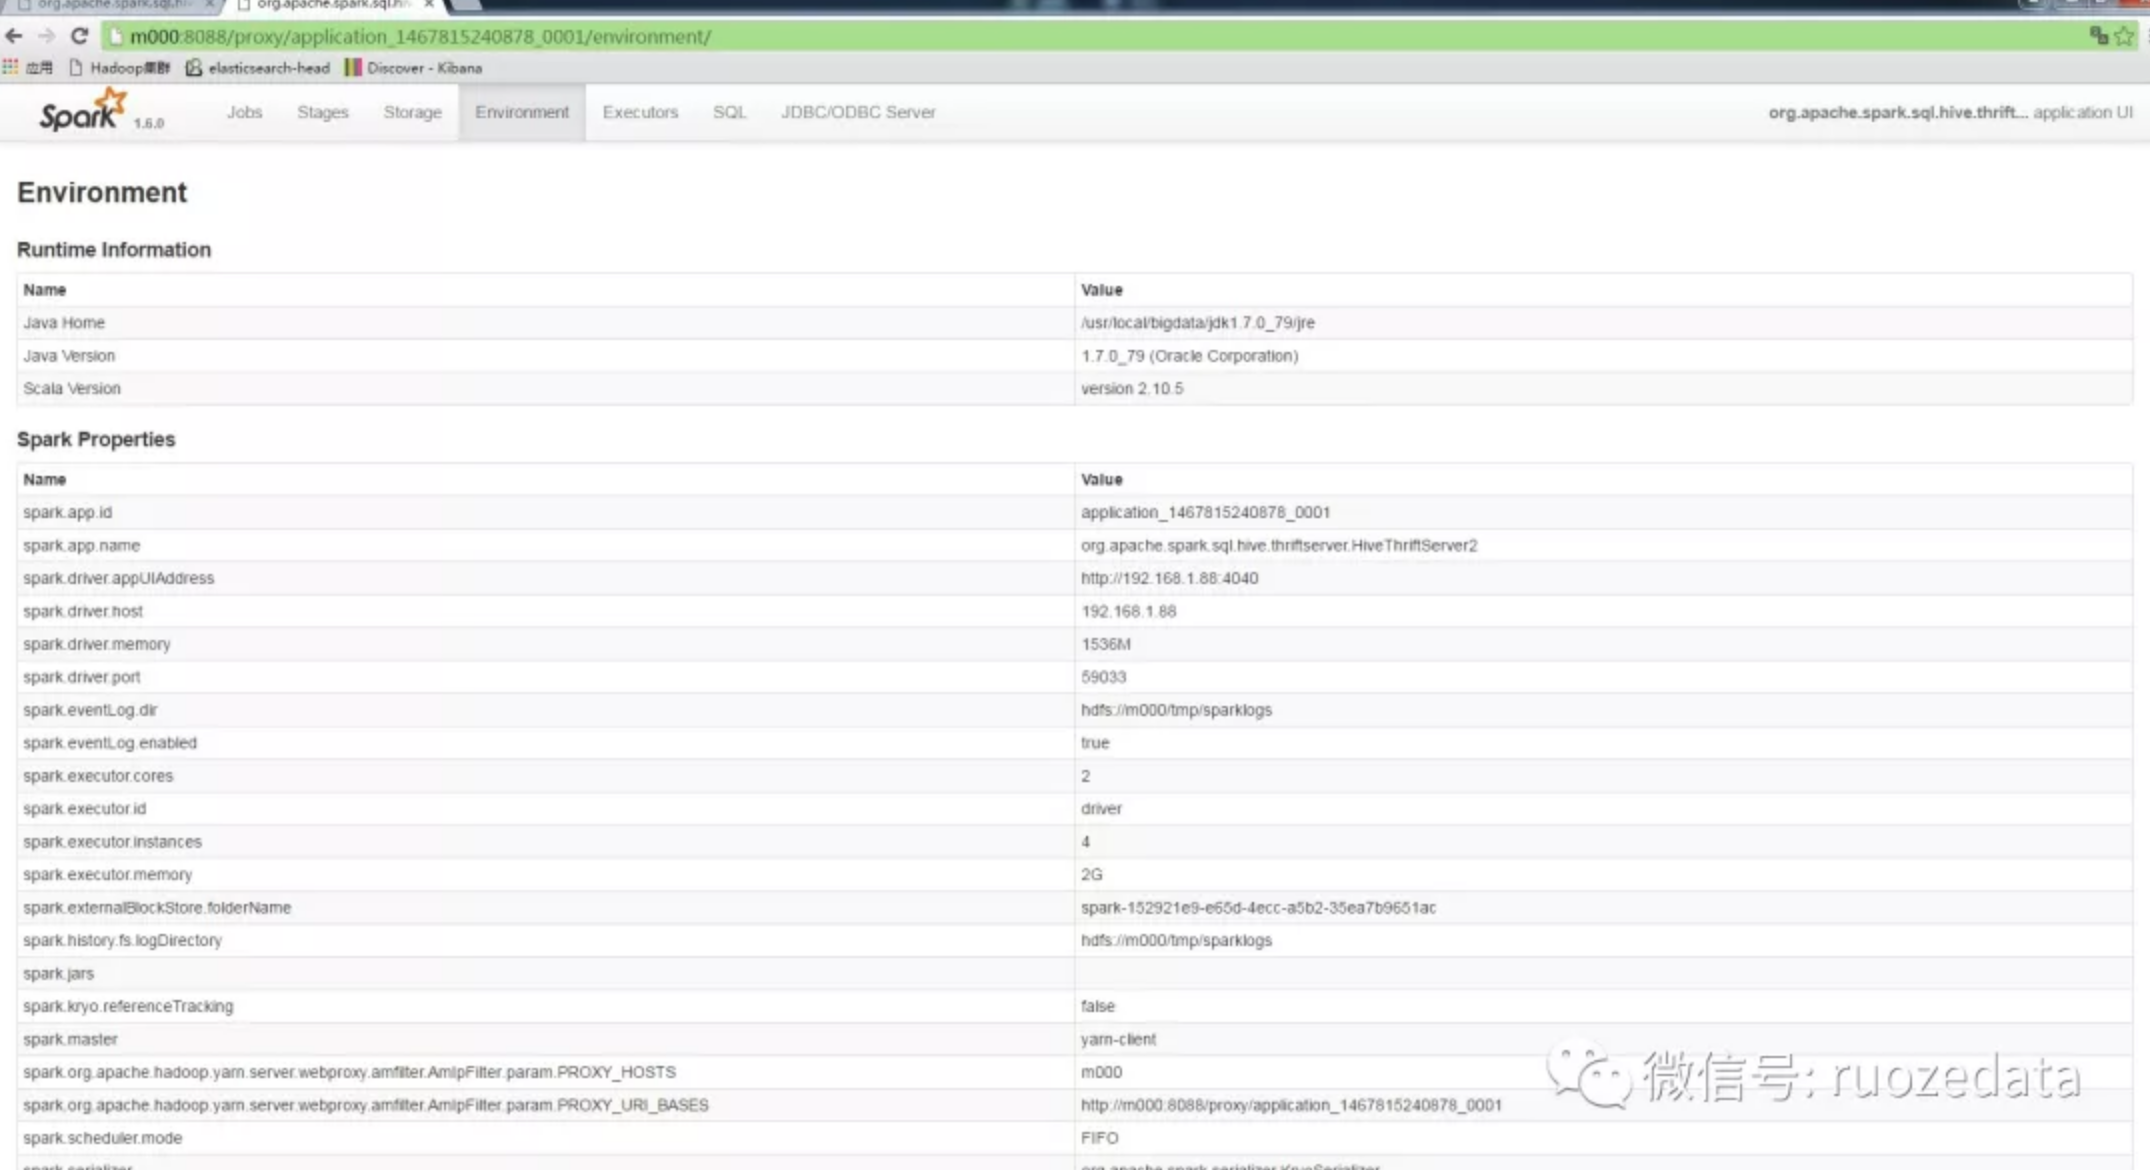 org.apache.spark.sql.hi
org.apache.spark.sql.hi
m000:8088/proxy/application_1467815240878_0001/environment/
应用 Hadoop集群 elasticsearch-head Discover - Kibana
Spark 1.6.0 Jobs Stages Storage Environment Executors SQL JDBC/ODBC Server org.apache.spark.sql.hive.thrift... application UI
Environment
Runtime Information
Name Value
Java Home /usr/local/bigdata/jdk1.7.0_79/jre
Java Version 1.7.0_79 (Oracle Corporation)
Scala Version version 2.10.5
Spark Properties
Name Value
spark.app.id application_1467815240878_0001
spark.app.name org.apache.spark.sql.hive.thriftserver.HiveThriftServer2
spark.driver.appUIAddress http://192.168.1.88:4040
spark.driver.host 192.168.1.88
spark.driver.memory 1536M
spark.driver.port 59033
spark.eventLog.dir hdfs://m000/tmp/sparklogs
spark.eventLog.enabled true
spark.executor.cores 2
spark.executor.id driver
spark.executor.instances 4
spark.executor.memory 2G
spark.externalBlockStore.folderName spark-152921e9-e65d-4ecc-a5b2-35ea7b9651ac
spark.history.fs.logDirectory hdfs://m000/tmp/sparklogs
spark.jars
spark.kryo.referenceTracking false
spark.master yarn-client
spark.org.apache.hadoop.yarn.server.webproxy.amfilter.AmIpFilter.param.PROXY_HOSTS m000
spark.org.apache.hadoop.yarn.server.webproxy.amfilter.AmIpFilter.param.PROXY_URI_BASES http://m000:8088/proxy/application_1467815240878_0001
spark.scheduler.mode FIFO
spark.serializer org.apache.spark.serializer.KryoSerializer
微信号: ruozedata